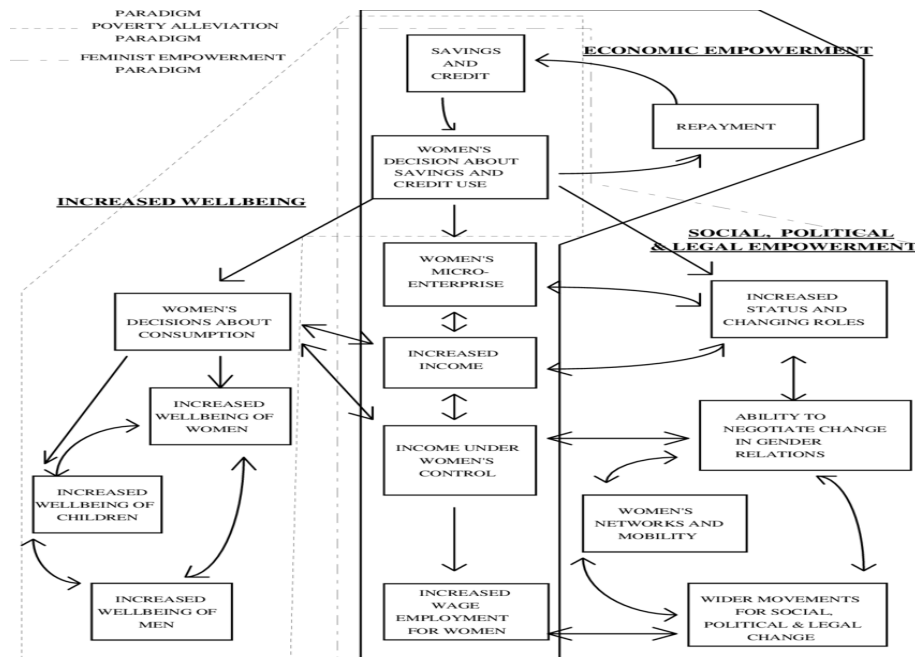 PARADIGM
POVERTY ALLEVIATION
PARADIGM
FEMINIST EMPOWERMENT
PARADIGM
SAVINGS
AND
CREDIT
ECONOMIC EMPOWERMENT
REPAYMENT
WOMEN'S
DECISION ABOUT
SAVINGS AND
CREDIT USE
INCREASED WELLBEING
SOCIAL, POLITICAL
& LEGAL EMPOWERMENT
WOMEN'S
MICRO-
ENTERPRISE
INCREASED
STATUS AND
CHANGING ROLES
WOMEN'S
DECISIONS ABOUT
CONSUMPTION
INCREASED
INCOME
INCREASED
WELLBEING OF
WOMEN
ABILITY TO
NEGOTIATE CHANGE
IN GENDER
RELATIONS
INCOME UNDER
WOMEN'S
CONTROL
INCREASED
WELLBEING OF
CHILDREN
WOMEN'S
NETWORKS AND
MOBILITY
INCREASED
WELLBEING OF
MEN
INCREASED
WAGE
EMPLOYMENT
FOR WOMEN
WIDER MOVEMENTS
FOR SOCIAL,
POLITICAL & LEGAL
CHANGE